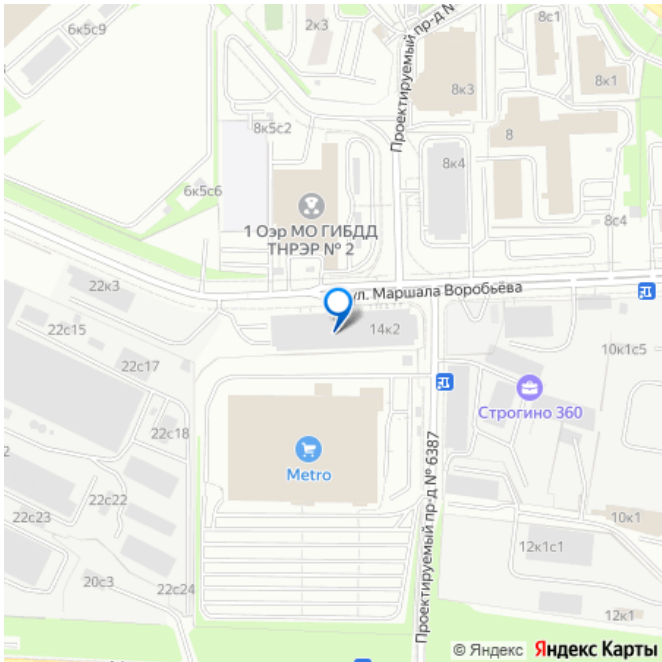 6к5с9
2к3
Проектируемый пр-д №
8с1
8к3
8к1
8к5с2
8
8к4
6к5с6
1 Оэр МО ГИБДД
ТНРЭР № 2
8с4
22к3
ул. Маршала Воробьёва
22с15
14к2
10к1с5
22с17
Строгино 360
22с18
Metro
Проектируемый пр-д № 6387
22с22
22с23
10к1
12к1с1
20с3
22с24
12к1
© Яндекс Яндекс Карты